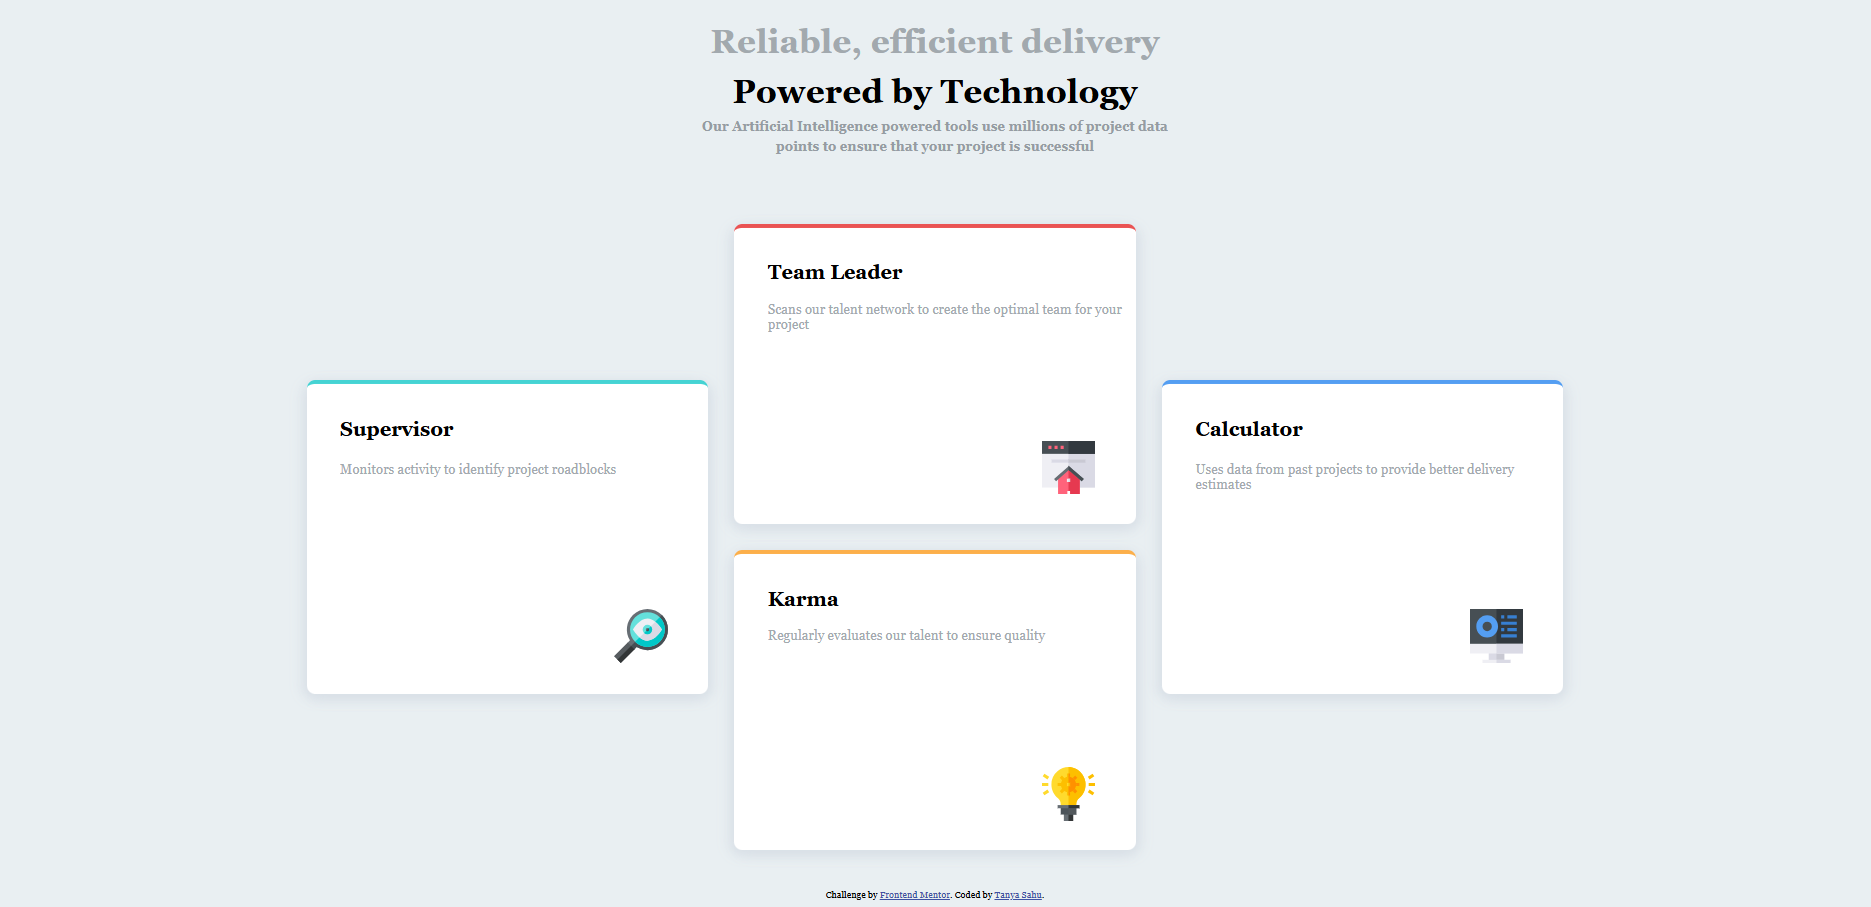 Reliable, efficient delivery
Powered by Technology
Our Artificial Intelligence powered tools use millions of project data
points to ensure that your project is successful
Team Leader
Scans our talent network to create the optimal team for your
project
Supervisor
Monitors activity to identify project roadblocks
Calculator
Uses data from past projects to provide better delivery
estimates
Karma
Regularly evaluates our talent to ensure quality
Challenge by Frontend Mentor. Coded by Tanya Sahu.